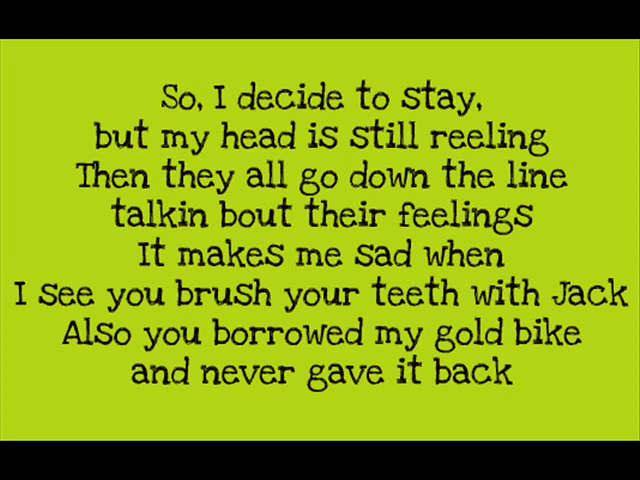 So, I decide to stay,
but my head is still reeling
Then they all go down the line
talkin bout their feelings
It makes me sad when
I see you brush your teeth with Jack
Also you borrowed my gold bike
and never gave it back